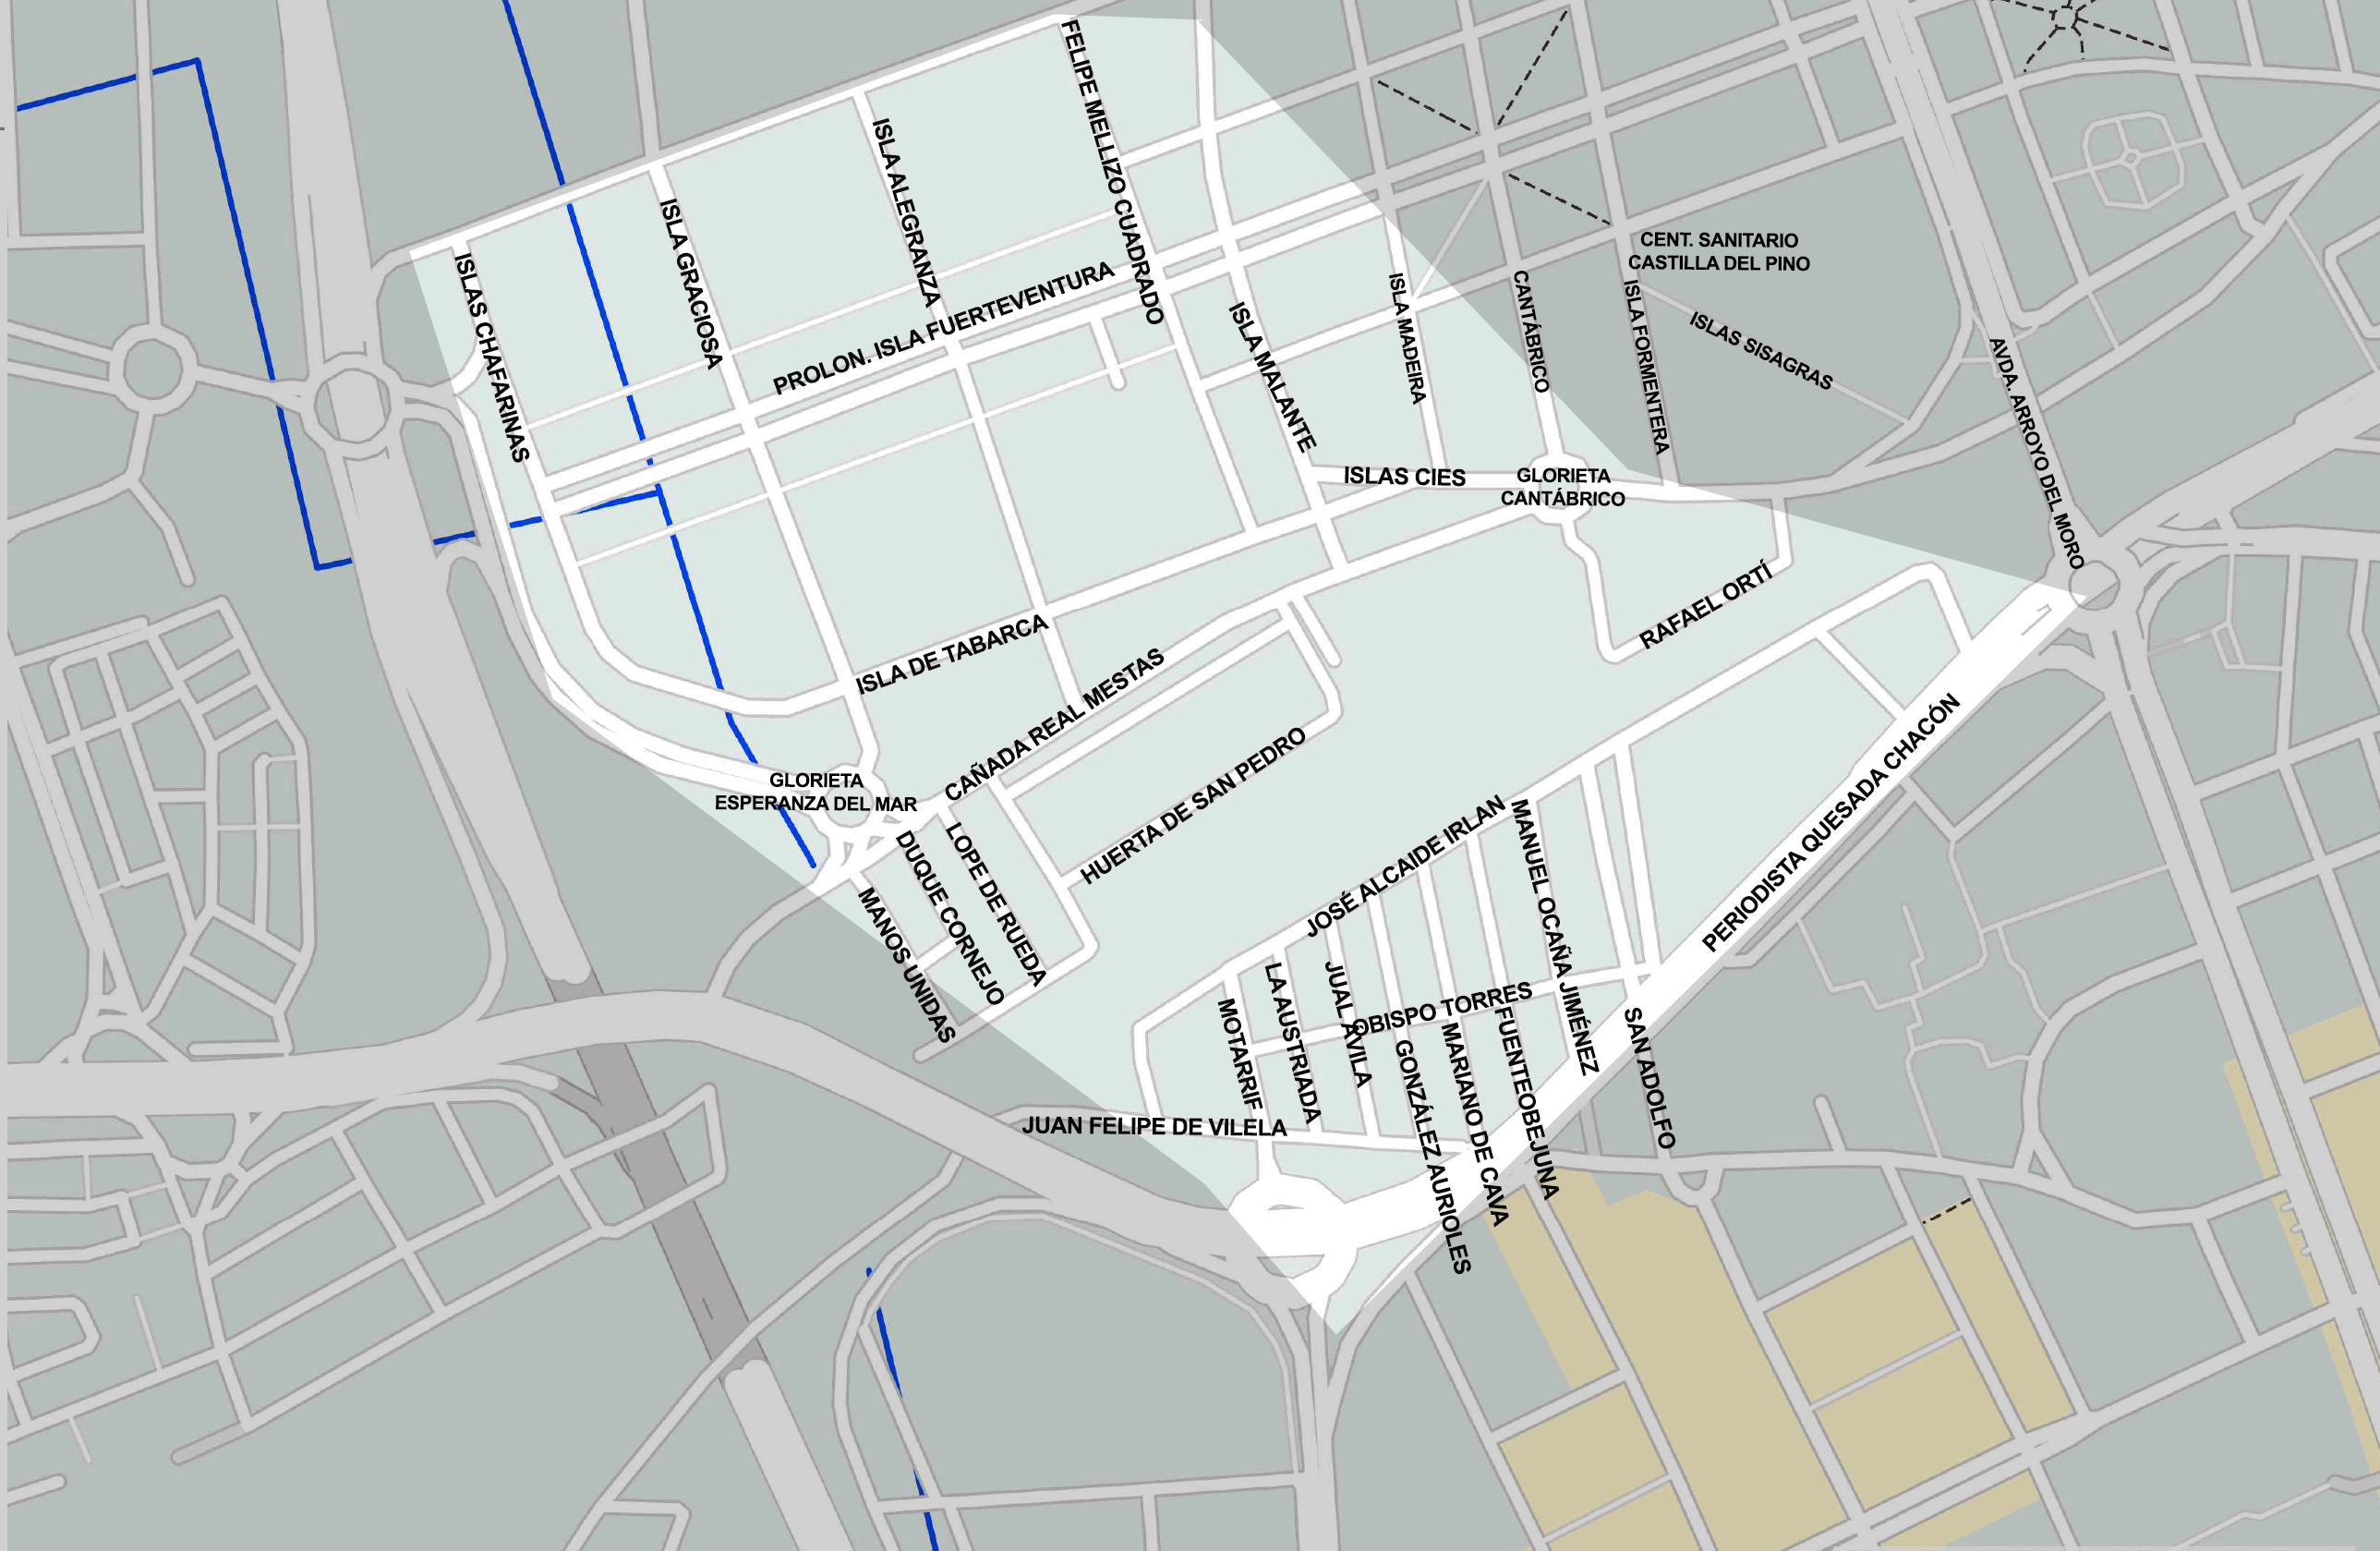 FELIPE MELLIZO CUADRADO
ISLA ALEGRANZA
ISLA GRACIOSA
ISLAS CHAFARINAS
PROLON. ISLA FUERTEVENTURA
ISLA MALANTE
ISLA MADEIRA
CANTÁBRICO
CENT. SANITARIO
CASTILLA DEL PINO
ISLA FORMENTERA
ISLAS SISAGRAS
AVDA. ARROYO DEL MORO
ISLAS CIES
GLORIETA
CANTÁBRICO
RAFAEL ORTÍ
ISLA DE TABARCA
CAÑADA REAL MESTAS
GLORIETA
ESPERANZA DEL MAR
HUERTA DE SAN PEDRO
LOPE DE RUEDA
DUQUE CORNEJO
MANOS UNIDAS
PERIODISTA QUESADA CHACÓN
JOSÉ ALCAIDE IRLAN
MANUEL OCAÑA JIMÉNEZ
OBISPO TORRES
MOTARRIF
LA AUSTRIADA
JUAL ÁVILA
GONZÁLEZ AURIOLES
MARIANO DE CAVA
FUENTEOBEJUNA
SAN ADOLFO
JUAN FELIPE DE VILELA